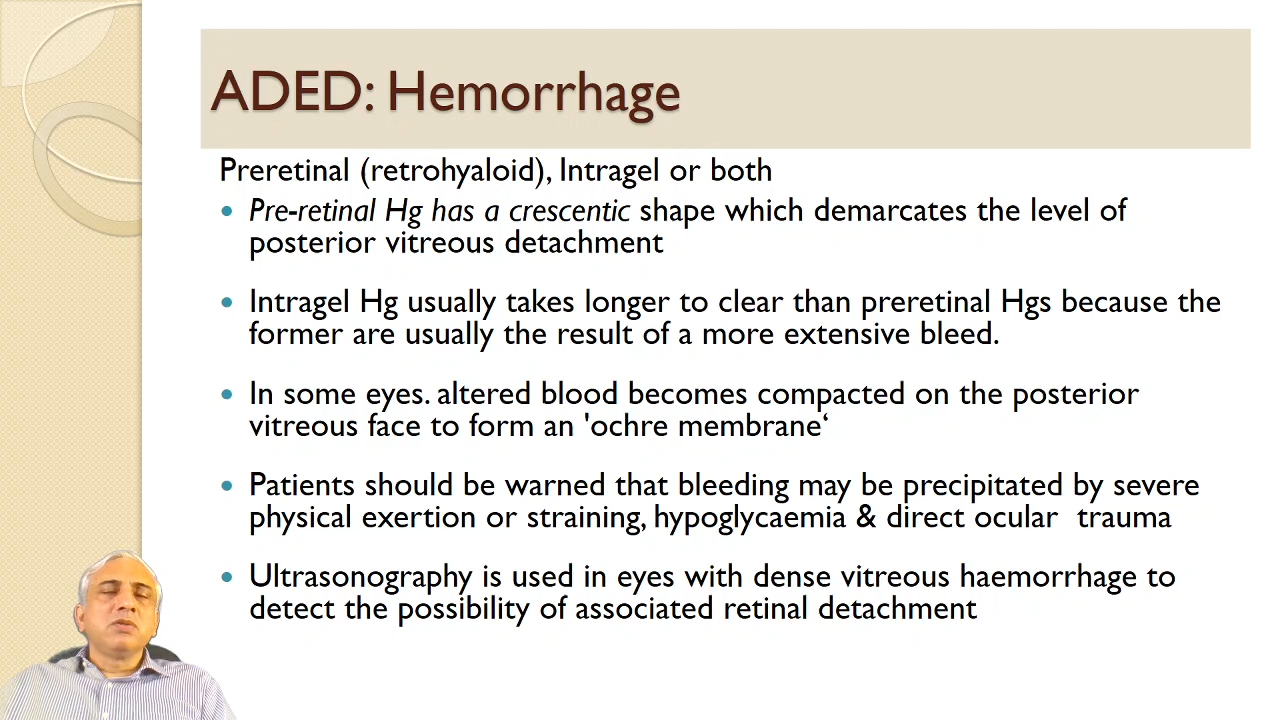 ADED: Hemorrhage
Preretinal (retrohyaloid), Intragel or both
• Pre-retinal Hg has a crescentic shape which demarcates the level of
posterior vitreous detachment
• Intragel Hg usually takes longer to clear than preretinal Hgs because the
former are usually the result of a more extensive bleed.
• In some eyes. altered blood becomes compacted on the posterior
vitreous face to form an 'ochre membrane‘
• Patients should be warned that bleeding may be precipitated by severe
physical exertion or straining, hypoglycaemia & direct ocular  trauma
• Ultrasonography is used in eyes with dense vitreous haemorrhage to
detect the possibility of associated retinal detachment